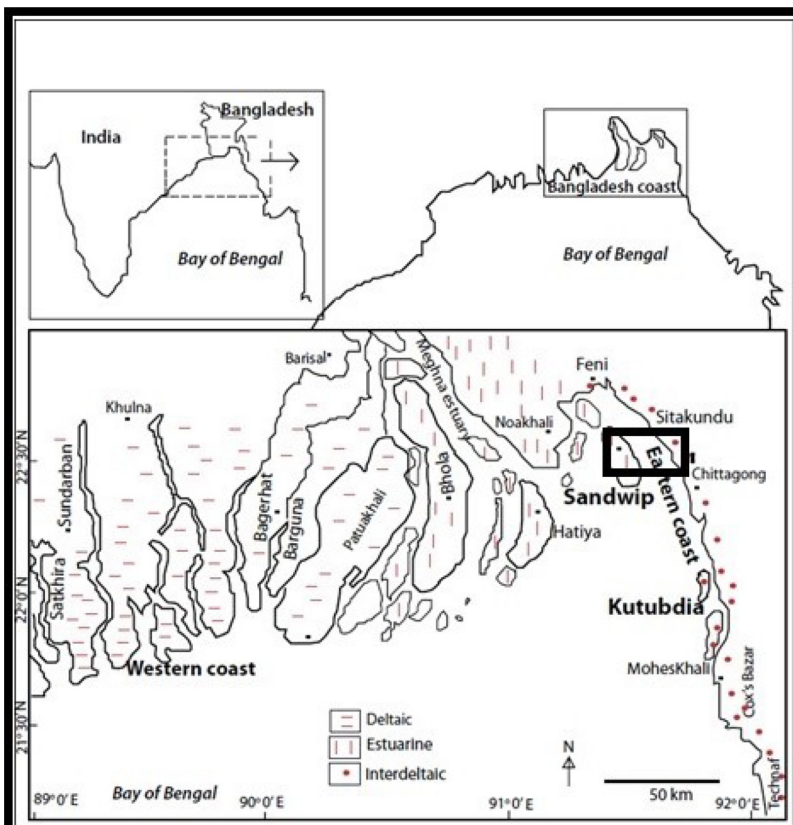 Bangladesh
India
Bay of Bengal
Bangladesh coast
Bay of Bengal
Barisal
Meghna estuary
Feni
Khulna
Noakhali
Sitakundu
22°30'N
Sundarban
Bagerhat
Barguna
Patuakhali
Bhola
Eastern coast
Chittagong
Sandwip
Hatiya
Satkhira
22°0'N
Kutubdia
Western coast
MohesKhali
Cox's Bazar
21°30'N
Deltaic
Estuarine
Interdeltaic
N
50 km
Technaf
Bay of Bengal
89°0'E
90°0'E
91°0'E
92°0'E